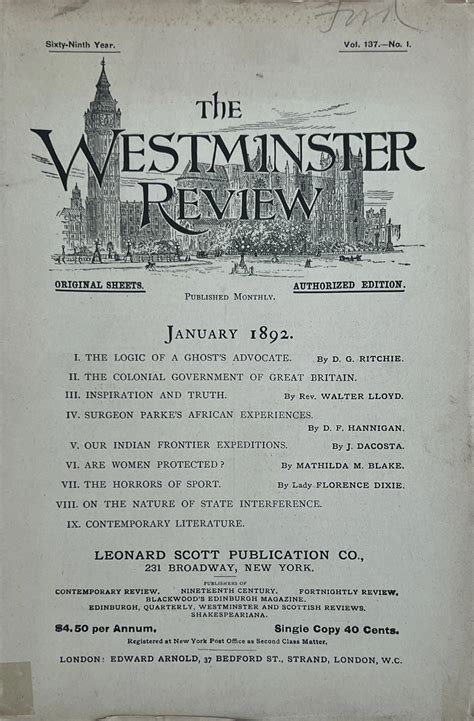 Ford
Sixty-Ninth Year. Vol. 137.—No. 1.
THE
WESTMINSTER
REVIEW
ORIGINAL SHEETS. AUTHORIZED EDITION.
Published Monthly.
January 1892.
I. THE LOGIC OF A GHOST'S ADVOCATE. By D. G. RITCHIE.
II. THE COLONIAL GOVERNMENT OF GREAT BRITAIN.
III. INSPIRATION AND TRUTH. By Rev. WALTER LLOYD.
IV. SURGEON PARKE'S AFRICAN EXPERIENCES.
By D. F. HANNIGAN.
V. OUR INDIAN FRONTIER EXPEDITIONS. By J. DACOSTA.
VI. ARE WOMEN PROTECTED? By MATHILDA M. BLAKE.
VII. THE HORRORS OF SPORT. By Lady FLORENCE DIXIE.
VIII. ON THE NATURE OF STATE INTERFERENCE.
IX. CONTEMPORARY LITERATURE.
LEONARD SCOTT PUBLICATION CO.,
231 BROADWAY, NEW YORK.
PUBLISHERS OF
CONTEMPORARY REVIEW, NINETEENTH CENTURY, FORTNIGHTLY REVIEW,
BLACKWOOD'S EDINBURGH MAGAZINE,
EDINBURGH, QUARTERLY, WESTMINSTER AND SCOTTISH REVIEWS.
SHAKESPEARIANA.
$4.50 per Annum. Single Copy 40 Cents.
Registered at New York Post Office as Second Class Matter.
LONDON: EDWARD ARNOLD, 37 BEDFORD ST., STRAND, LONDON, W.C.